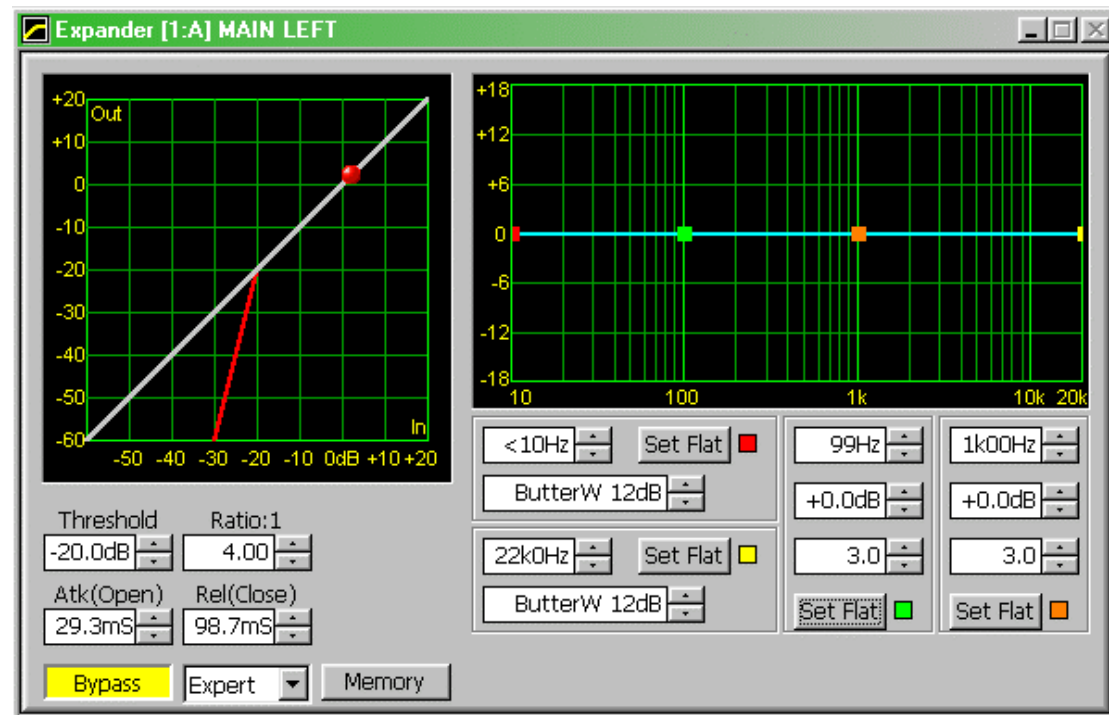 Expander [1:A] MAIN LEFT
+20
Out
+10
0
-10
-20
-30
-40
-50
-60
In
-50 -40 -30 -20 -10 0dB +10 +20
+18
+12
+6
0
-6
-12
-18
10 100 1k 10k 20k
Threshold Ratio:1
-20.0dB 4.00
Atk(Open) Rel(Close)
29.3mS 98.7mS
Bypass Expert Memory
<10Hz Set Flat
ButterW 12dB
22k0Hz Set Flat
ButterW 12dB
99Hz
+0.0dB
3.0
Set Flat
1k00Hz
+0.0dB
3.0
Set Flat